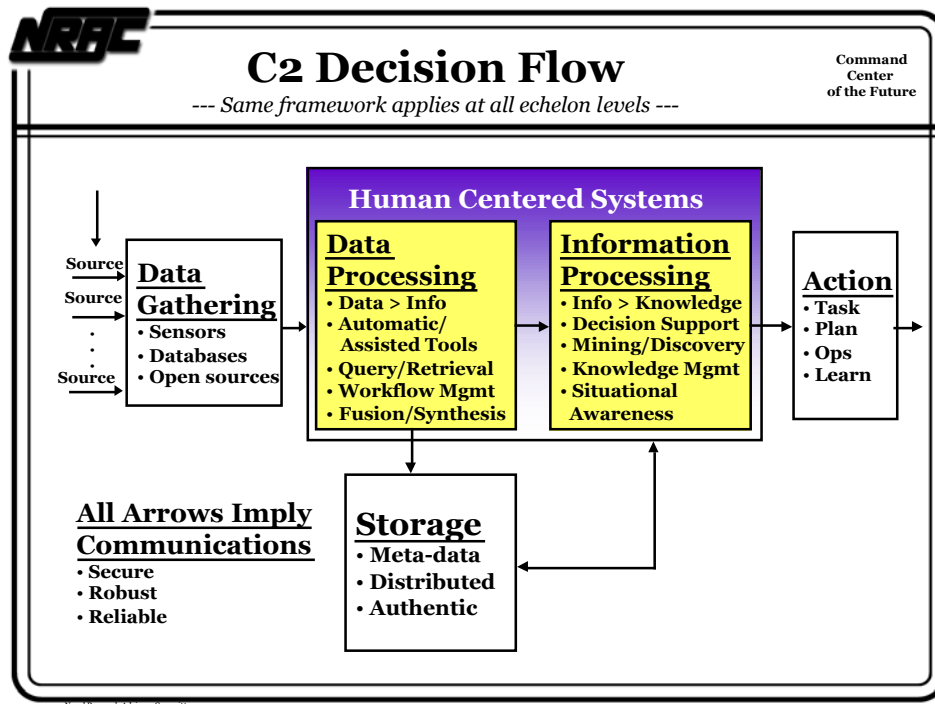 NRAC
C2 Decision Flow
--- Same framework applies at all echelon levels ---
Command
Center
of the Future
Human Centered Systems
Source
Source
.
.
.
Source
Data
Gathering
• Sensors
• Databases
• Open sources
Data
Processing
• Data > Info
• Automatic/
Assisted Tools
• Query/Retrieval
• Workflow Mgmt
• Fusion/Synthesis
Information
Processing
• Info > Knowledge
• Decision Support
• Mining/Discovery
• Knowledge Mgmt
• Situational
Awareness
Action
• Task
• Plan
• Ops
• Learn
All Arrows Imply
Communications
• Secure
• Robust
• Reliable
Storage
• Meta-data
• Distributed
• Authentic